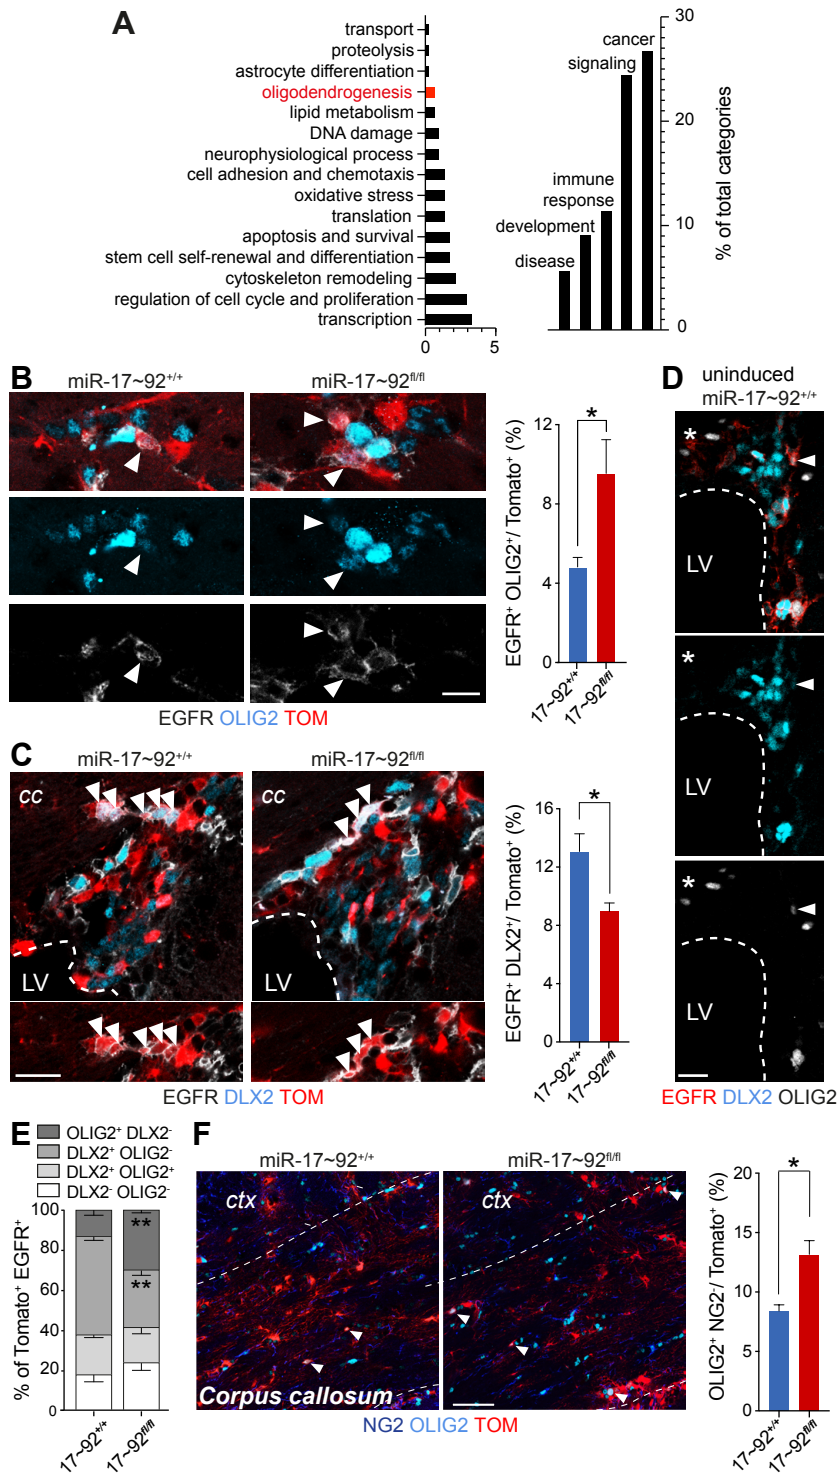 A
transport
proteolysis
astrocyte differentiation
oligodendrogenesis
lipid metabolism
DNA damage
neurophysiological process
cell adhesion and chemotaxis
oxidative stress
translation
apoptosis and survival
stem cell self-renewal and differentiation
cytoskeleton remodeling
regulation of cell cycle and proliferation
transcription
0 5
cancer
signaling
immune
response
development
disease
30
20
10
0
% of total categories
B
miR-17~92+/+ miR-17~92fl/fl
EGFR OLIG2 TOM
*
EGFR+ OLIG2+/ Tomato+ (%)
12
8
4
0
17~92+/+ 17~92fl/fl
C
miR-17~92+/+ miR-17~92fl/fl
cc cc
LV LV
EGFR DLX2 TOM
*
EGFR+ DLX2+/ Tomato+ (%)
16
12
8
4
0
17~92+/+ 17~92fl/fl
D
uninduced
miR-17~92+/+
*
LV
*
LV
*
LV
EGFR DLX2 OLIG2
E
OLIG2+ DLX2-
DLX2+ OLIG2-
DLX2+ OLIG2+
DLX2- OLIG2-
% of Tomato+ EGFR+
100
80
60
40
20
0
**
**
17~92+/+ 17~92fl/fl
F
miR-17~92+/+ miR-17~92fl/fl
ctx ctx
Corpus callosum
NG2 OLIG2 TOM
*
OLIG2+ NG2-/ Tomato+ (%)
20
15
10
5
0
17~92+/+ 17~92fl/fl